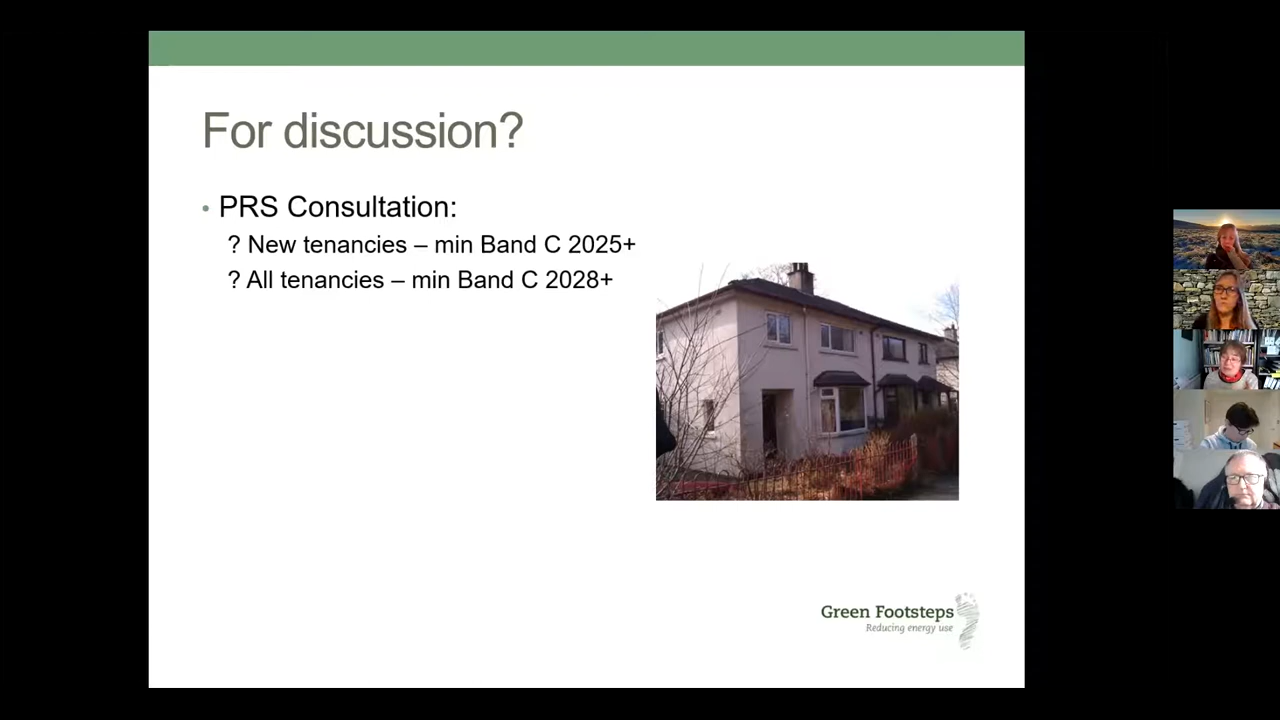 For discussion?
• PRS Consultation:
? New tenancies – min Band C 2025+
? All tenancies – min Band C 2028+
Green Footsteps
Reducing energy use